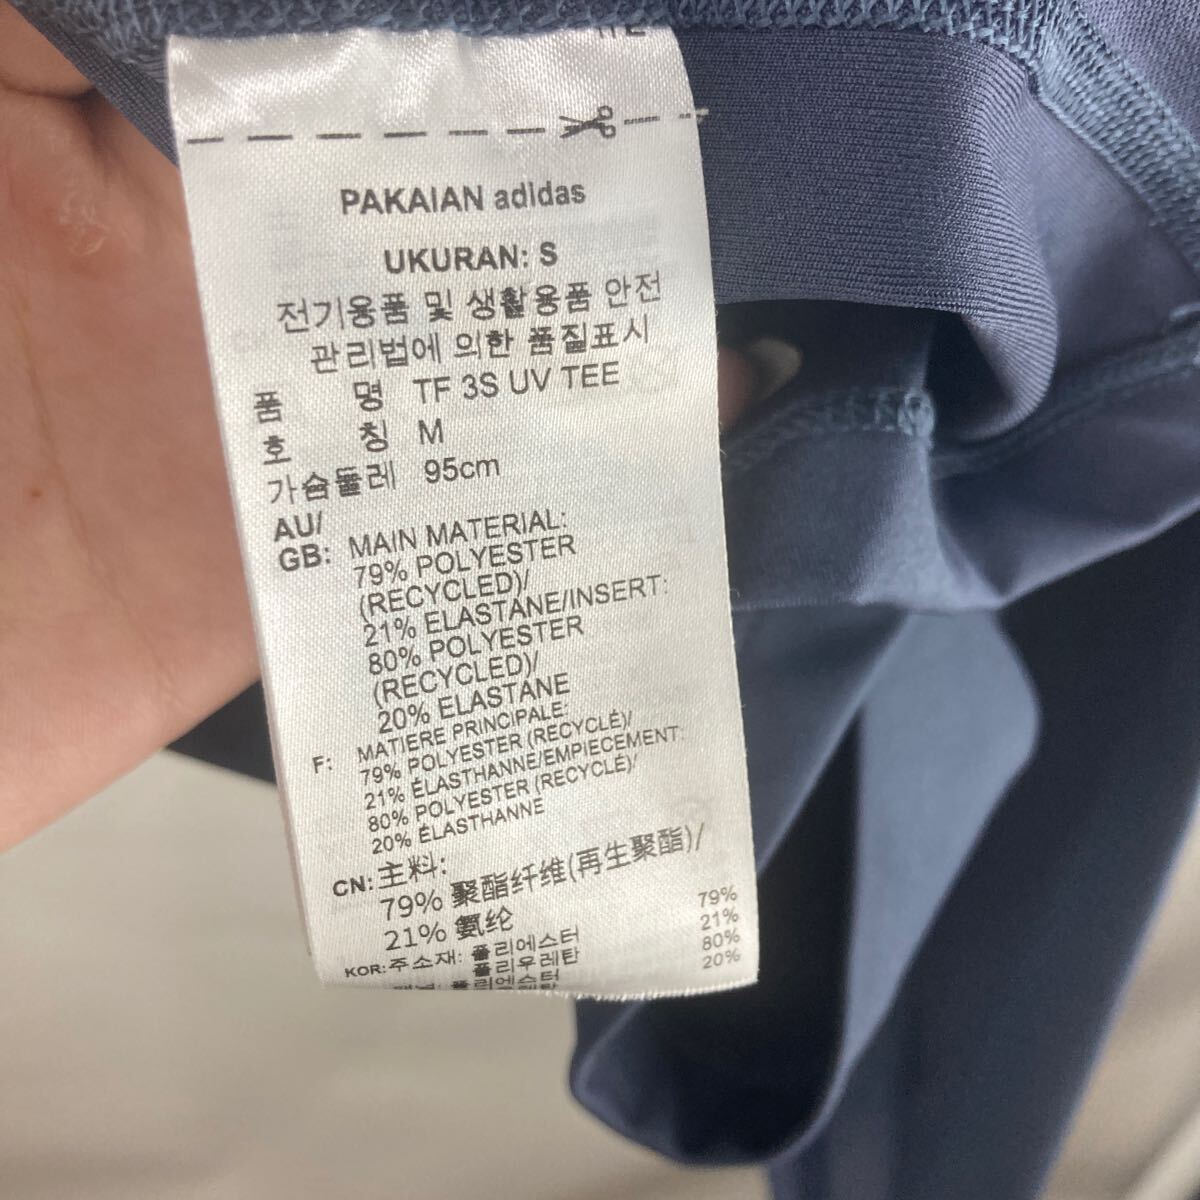 PAKAIAN adidas
UKURAN: S
전기용품 및 생활용품 안전
관리법에 의한 품질표시
품 명 TF 3S UV TEE
호 칭 M
가슴둘레 95cm
AU/
GB: MAIN MATERIAL:
79% POLYESTER
(RECYCLED)/
21% ELASTANE/INSERT:
80% POLYESTER
(RECYCLED)/
20% ELASTANE
F: MATIERE PRINCIPALE:
79% POLYESTER (RECYCLÉ)/
21% ÉLASTHANNE/EMPIECEMENT:
80% POLYESTER (RECYCLÉ)/
20% ÉLASTHANNE
CN: 主料:
79% 聚酯纤维(再生聚酯)/
21% 氨纶
KOR: 주소재: 폴리에스터 79%
폴리우레탄 21%
폴리에스터 80%
20%